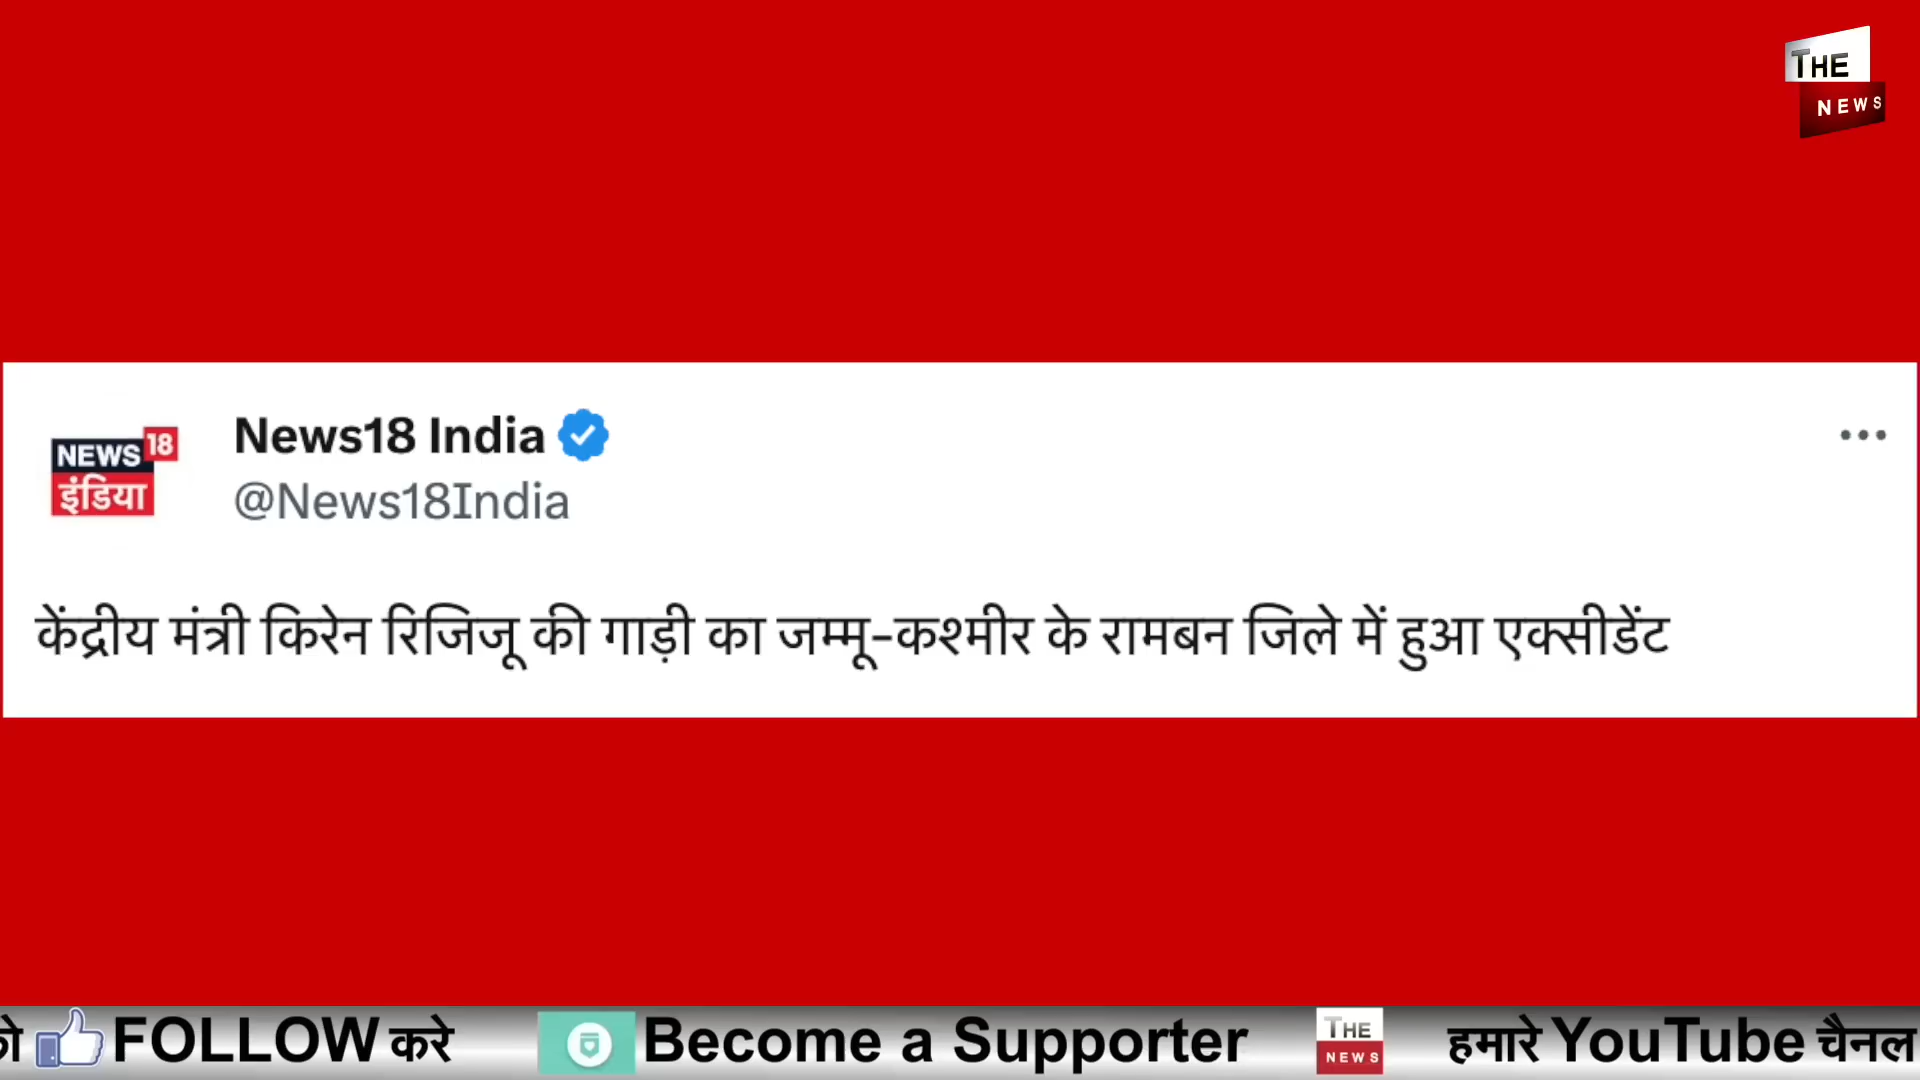 THE
NEWS
NEWS 18
इंडिया
News18 India
@News18India
केंद्रीय मंत्री किरेन रिजिजू की गाड़ी का जम्मू-कश्मीर के रामबन जिले में हुआ एक्सीडेंट
FOLLOW करे Become a Supporter THE NEWS हमारे YouTube चैनल